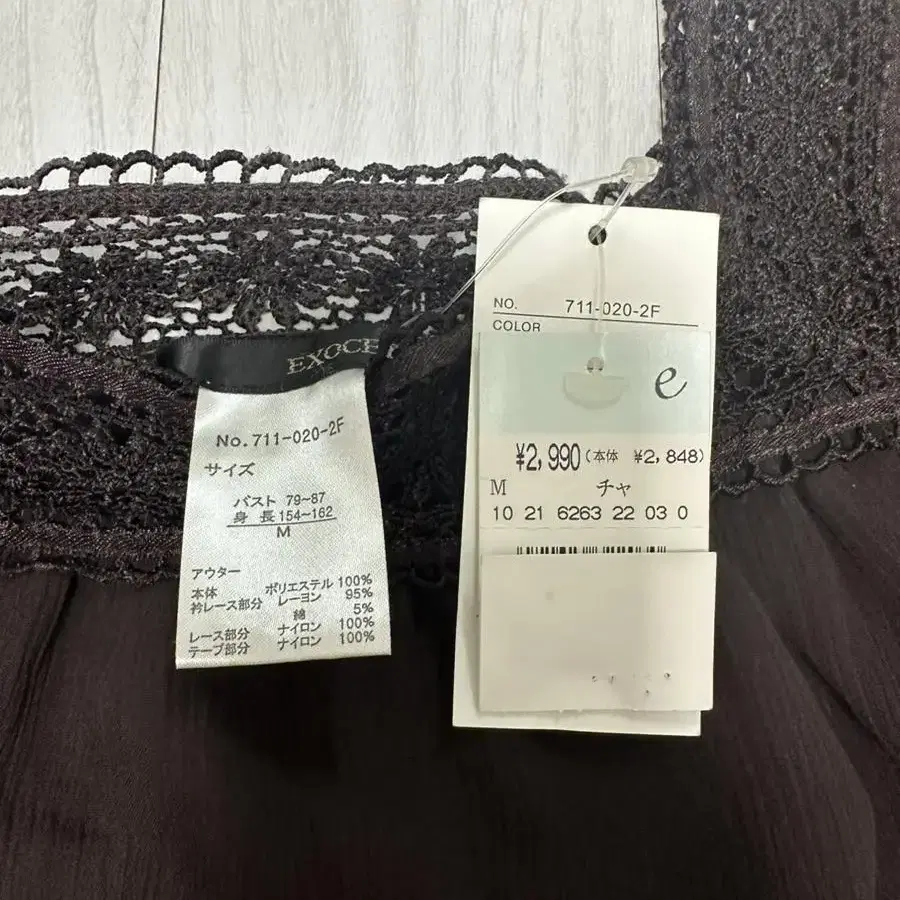 EXOCE
No.711-020-2F
サイズ
バスト 79~87
身 長 154~162
M
アウター
本体 ポリエステル 100%
衿レース部分 レーヨン 95%
綿 5%
レース部分 ナイロン 100%
テープ部分 ナイロン 100%
NO. 711-020-2F
COLOR
e
¥2,990(本体 ¥2,848)
M チャ
10 21 6263 22 03 0